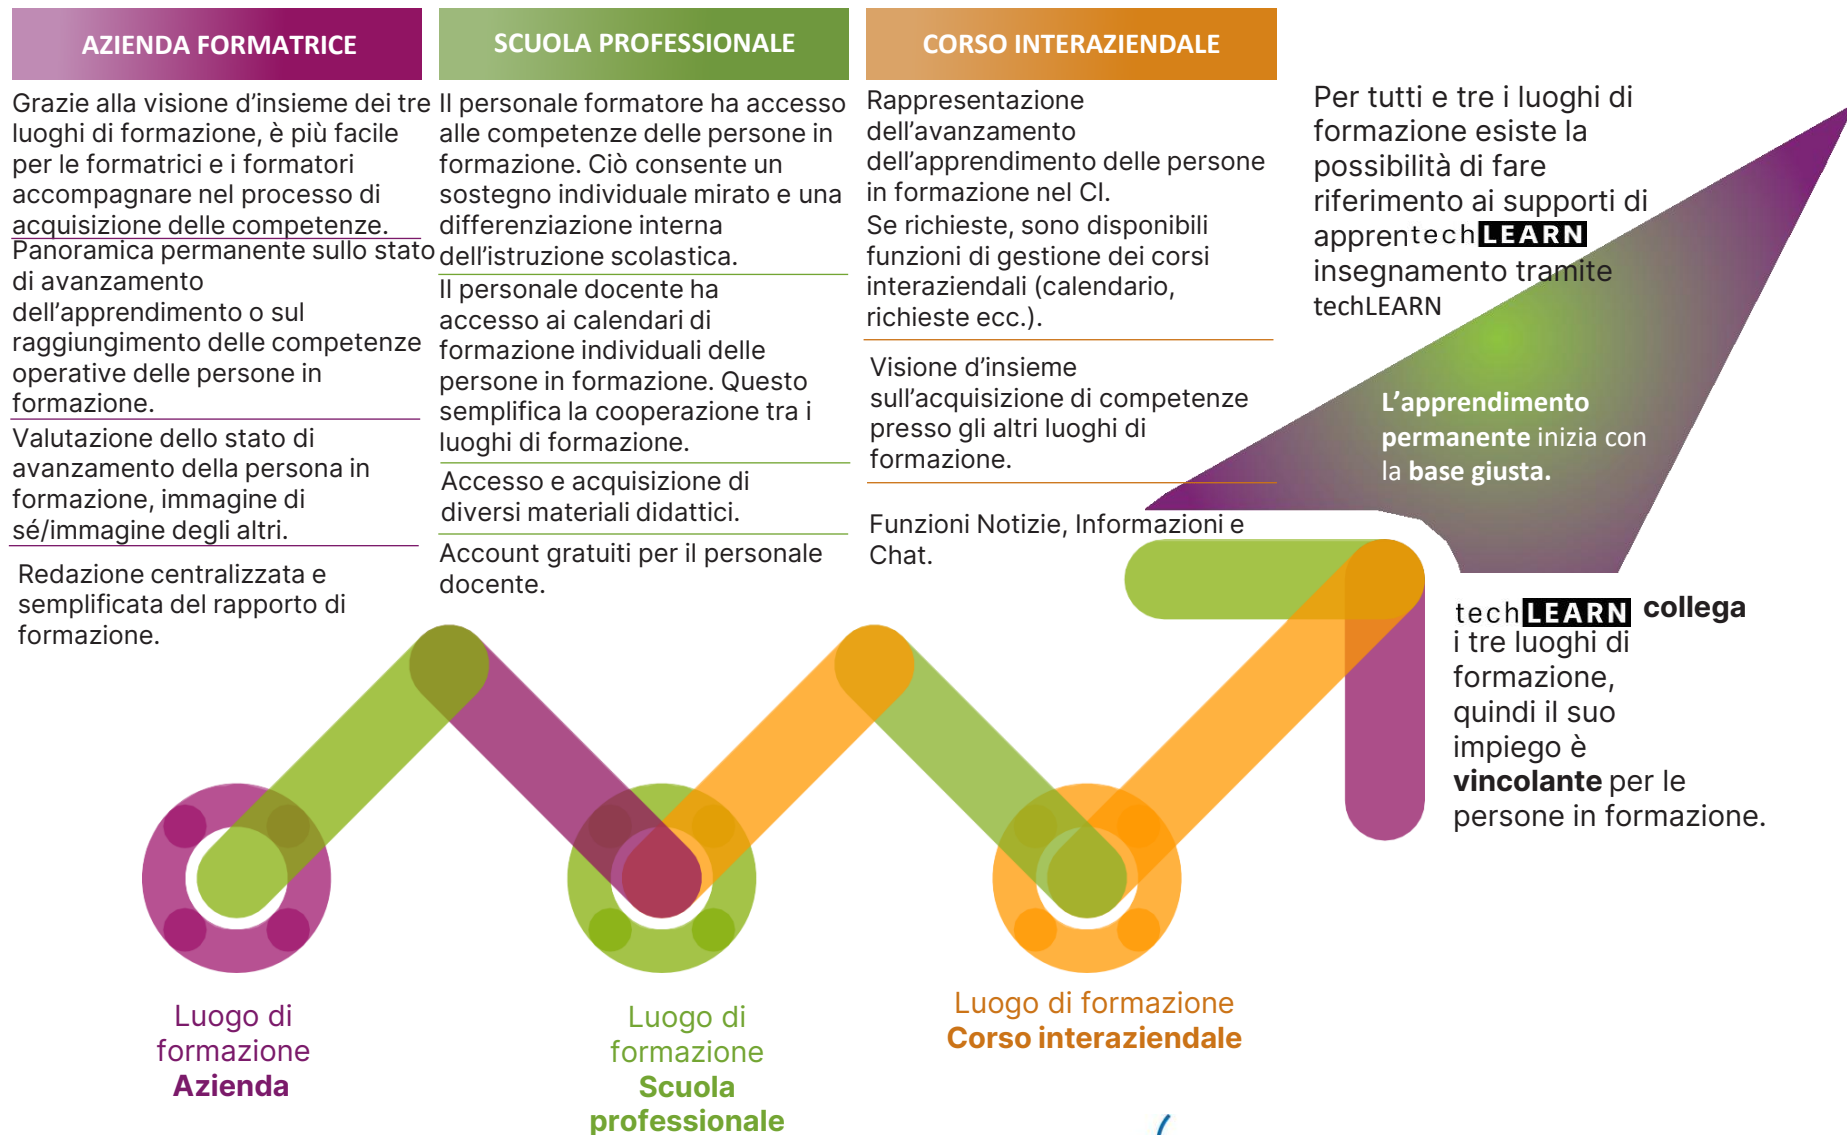 AZIENDA FORMATRICE
Grazie alla visione d’insieme dei tre
luoghi di formazione, è più facile
per le formatrici e i formatori
accompagnare nel processo di
acquisizione delle competenze.
Panoramica permanente sullo stato
di avanzamento
dell’apprendimento o sul
raggiungimento delle competenze
operative delle persone in
formazione.
Valutazione dello stato di
avanzamento della persona in
formazione, immagine di
sé/immagine degli altri.
Redazione centralizzata e
semplificata del rapporto di
formazione.
SCUOLA PROFESSIONALE
Il personale formatore ha accesso
alle competenze delle persone in
formazione. Ciò consente un
sostegno individuale mirato e una
differenziazione interna
dell’istruzione scolastica.
Il personale docente ha
accesso ai calendari di
formazione individuali delle
persone in formazione. Questo
semplifica la cooperazione tra i
luoghi di formazione.
Accesso e acquisizione di
diversi materiali didattici.
Account gratuiti per il personale
docente.
CORSO INTERAZIENDALE
Rappresentazione
dell’avanzamento
dell’apprendimento delle persone
in formazione nel CI.
Se richieste, sono disponibili
funzioni di gestione dei corsi
interaziendali (calendario,
richieste ecc.).
Visione d’insieme
sull’acquisizione di competenze
presso gli altri luoghi di
formazione.
Funzioni Notizie, Informazioni e
Chat.
Per tutti e tre i luoghi di
formazione esiste la
possibilità di fare
riferimento ai supporti di
apprentechLEARN
insegnamento tramite
techLEARN
L’apprendimento
permanente inizia con
la base giusta.
techLEARN collega
i tre luoghi di
formazione,
quindi il suo
impiego è
vincolante per le
persone in formazione.
Luogo di
formazione
Azienda
Luogo di
formazione
Scuola
professionale
Luogo di formazione
Corso interaziendale